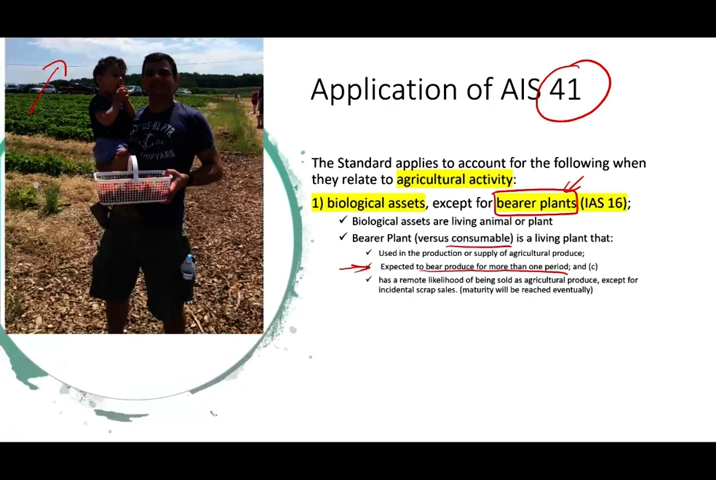 Application of AIS 41
The Standard applies to account for the following when
they relate to agricultural activity:
1) biological assets, except for bearer plants (IAS 16);
✓ Biological assets are living animal or plant
✓ Bearer Plant (versus consumable) is a living plant that:
✓ Used in the production or supply of agricultural produce;
✓ Expected to bear produce for more than one period; and (c)
✓ has a remote likelihood of being sold as agricultural produce, except for
incidental scrap sales. (maturity will be reached eventually)